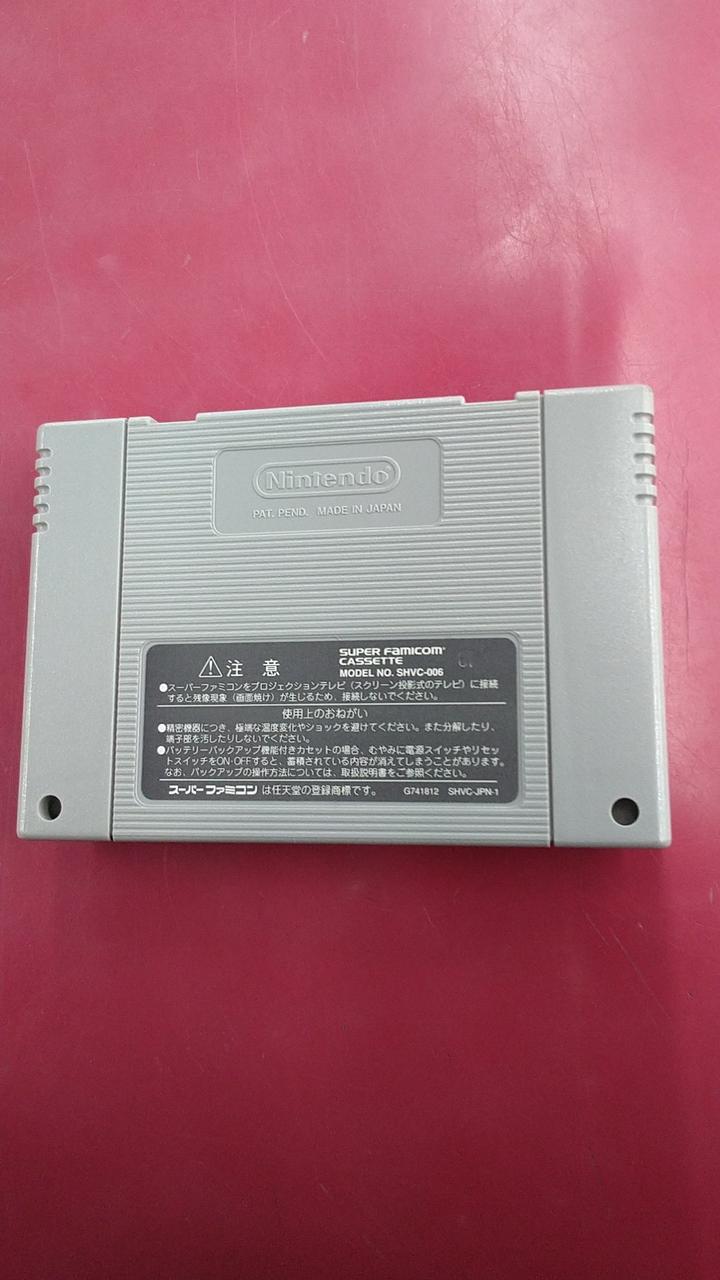 Nintendo
PAT. PEND. MADE IN JAPAN
注意
SUPER FAMICOM
CASSETTE
MODEL NO. SHVC-006
●スーパーファミコンをプロジェクションテレビ（スクリーン投影式のテレビ）に接続
すると残像現象（画面焼け）が生じるため、接続しないでください。
使用上のおねがい
●精密機器につき、極端な温度変化やショックを避けてください。また分解したり、
端子部を汚したりしないでください。
●バッテリーバックアップ機能付きカセットの場合、むやみに電源スイッチやリセッ
トスイッチをON・OFFすると、蓄積されている内容が消えてしまうことがあります。
なお、バックアップの操作方法については、取扱説明書をご参照ください。
スーパーファミコンは任天堂の登録商標です。 G741812 SHVC-JPN-1